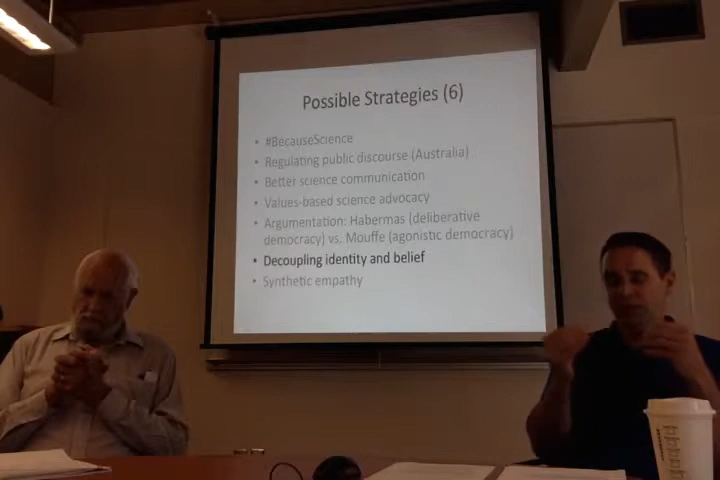 Possible Strategies (6)
• #BecauseScience
• Regulating public discourse (Australia)
• Better science communication
• Values-based science advocacy
• Argumentation: Habermas (deliberative
democracy) vs. Mouffe (agonistic democracy)
• Decoupling identity and belief
• Synthetic empathy